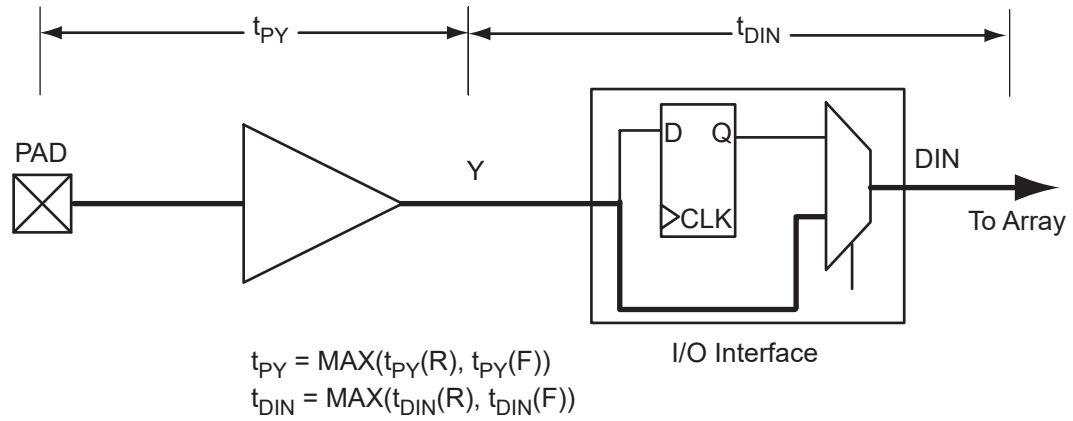 tPY
tDIN
PAD
Y
D Q
CLK
DIN
To Array
I/O Interface
tPY = MAX(tPY(R), tPY(F))
tDIN = MAX(tDIN(R), tDIN(F))